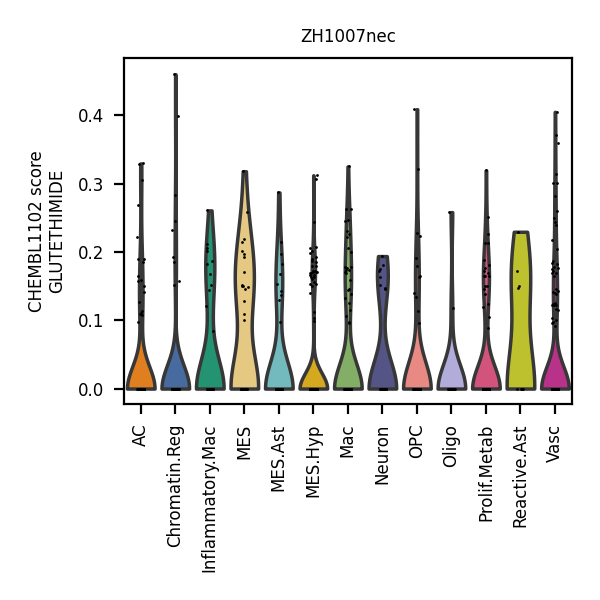 ZH1007nec
CHEMBL1102 score
GLUTETHIMIDE
0.4
0.3
0.2
0.1
0.0
AC
Chromatin.Reg
Inflammatory.Mac
MES
MES.Ast
MES.Hyp
Mac
Neuron
OPC
Oligo
Prolif.Metab
Reactive.Ast
Vasc